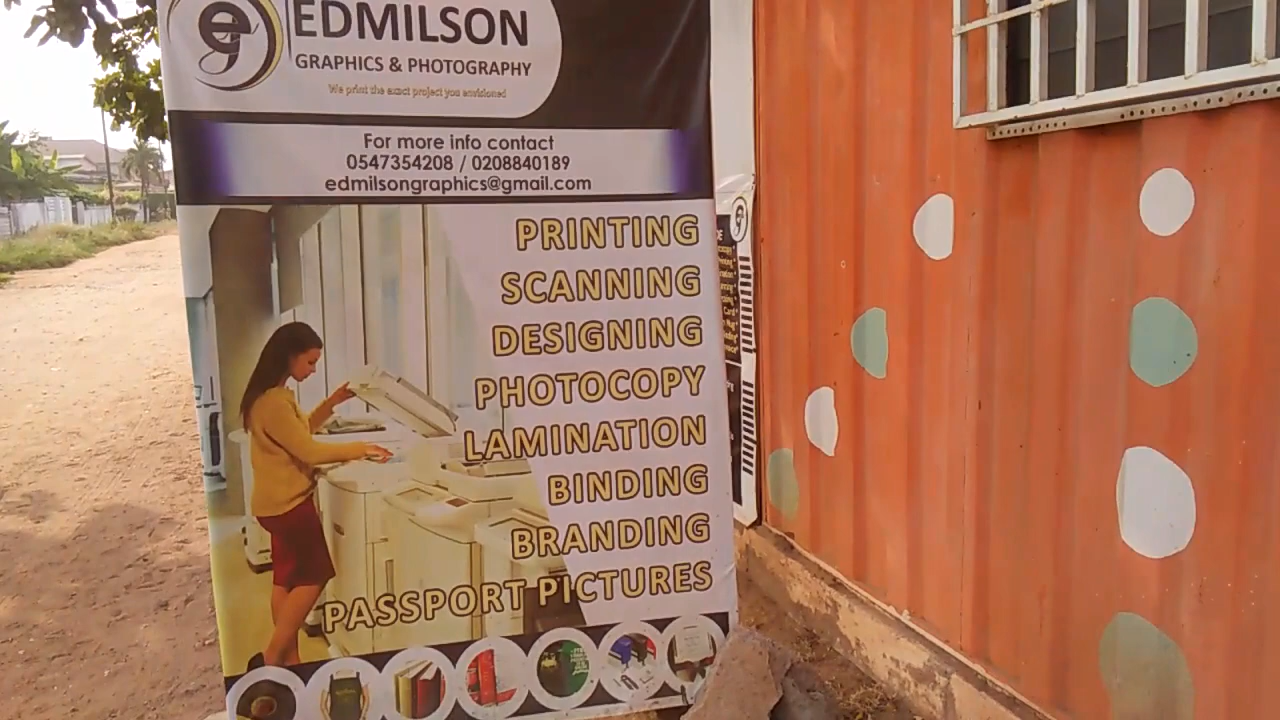 eg
EDMILSON
GRAPHICS & PHOTOGRAPHY
We print the exact project you envisioned
For more info contact
0547354208 / 0208840189
edmilsongraphics@gmail.com
PRINTING
SCANNING
DESIGNING
PHOTOCOPY
LAMINATION
BINDING
BRANDING
PASSPORT PICTURES